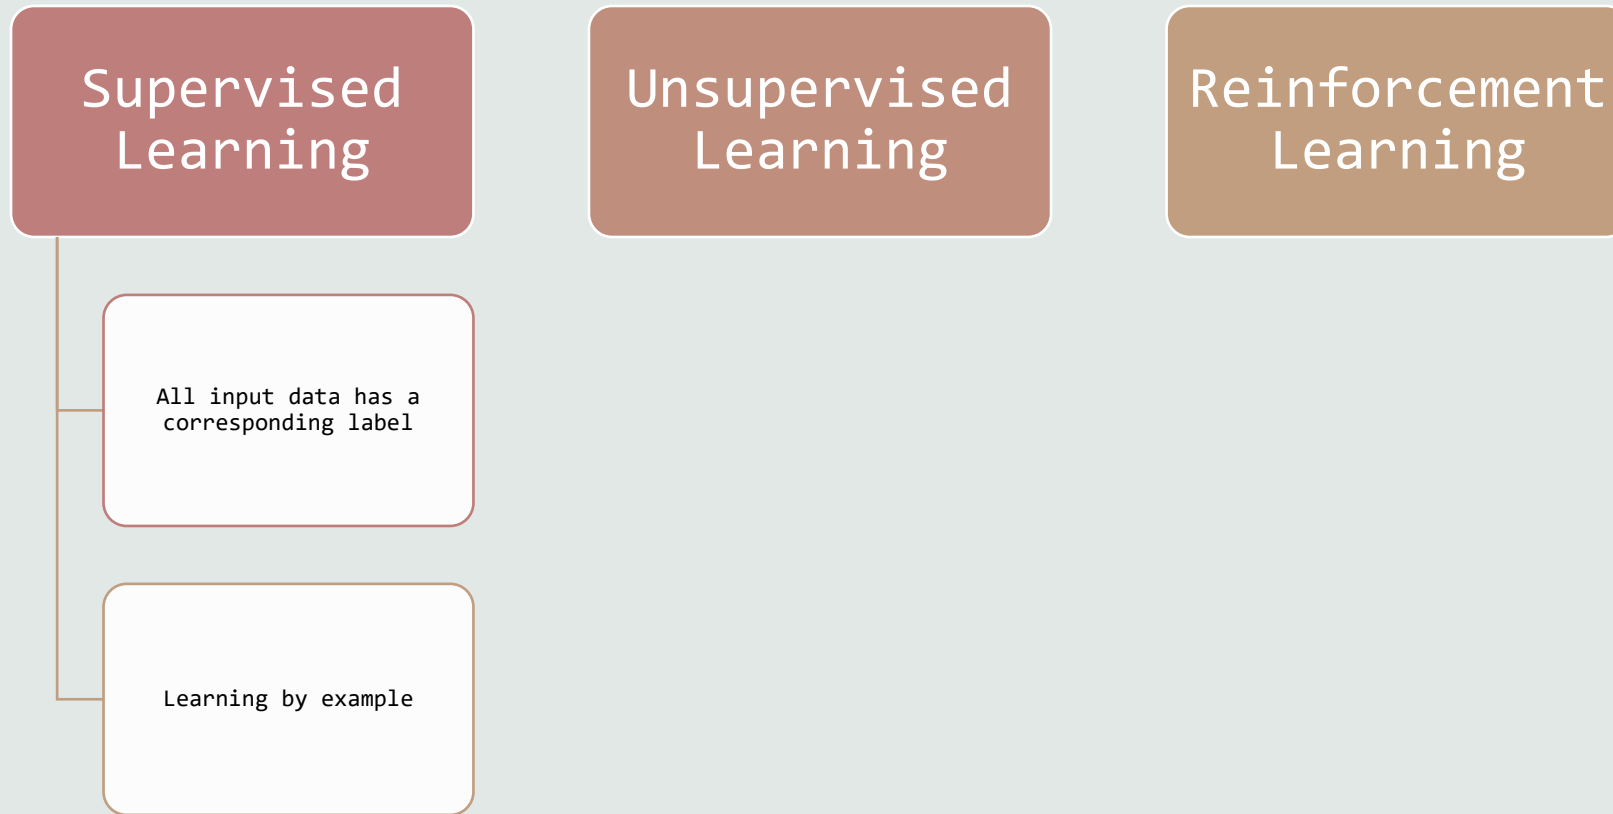 Supervised
Learning
Unsupervised
Learning
Reinforcement
Learning
All input data has a
corresponding label
Learning by example